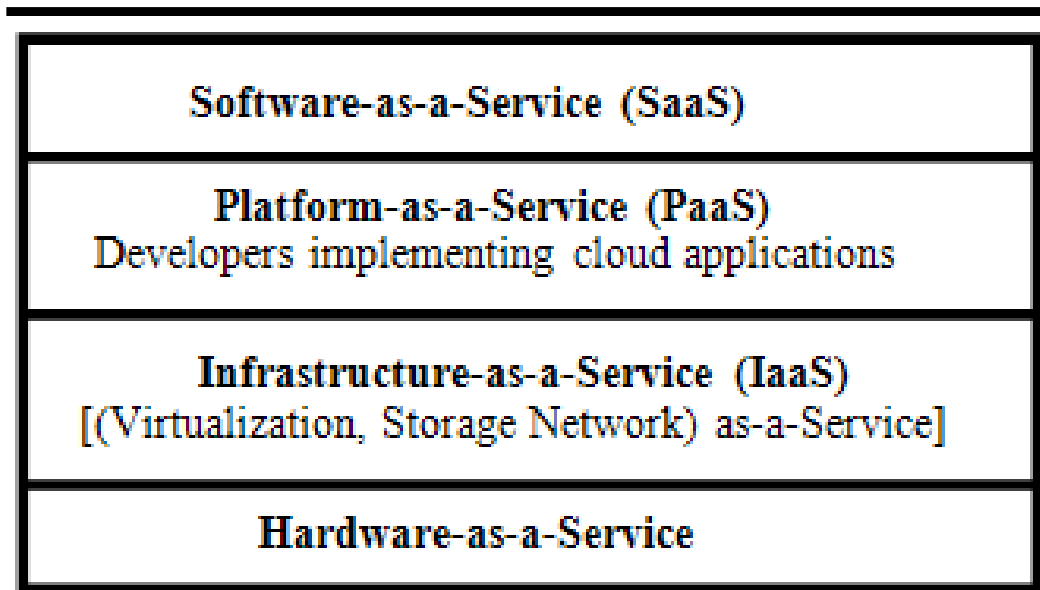 Software-as-a-Service (SaaS)
Platform-as-a-Service (PaaS)
Developers implementing cloud applications
Infrastructure-as-a-Service (IaaS)
[(Virtualization, Storage Network) as-a-Service]
Hardware-as-a-Service